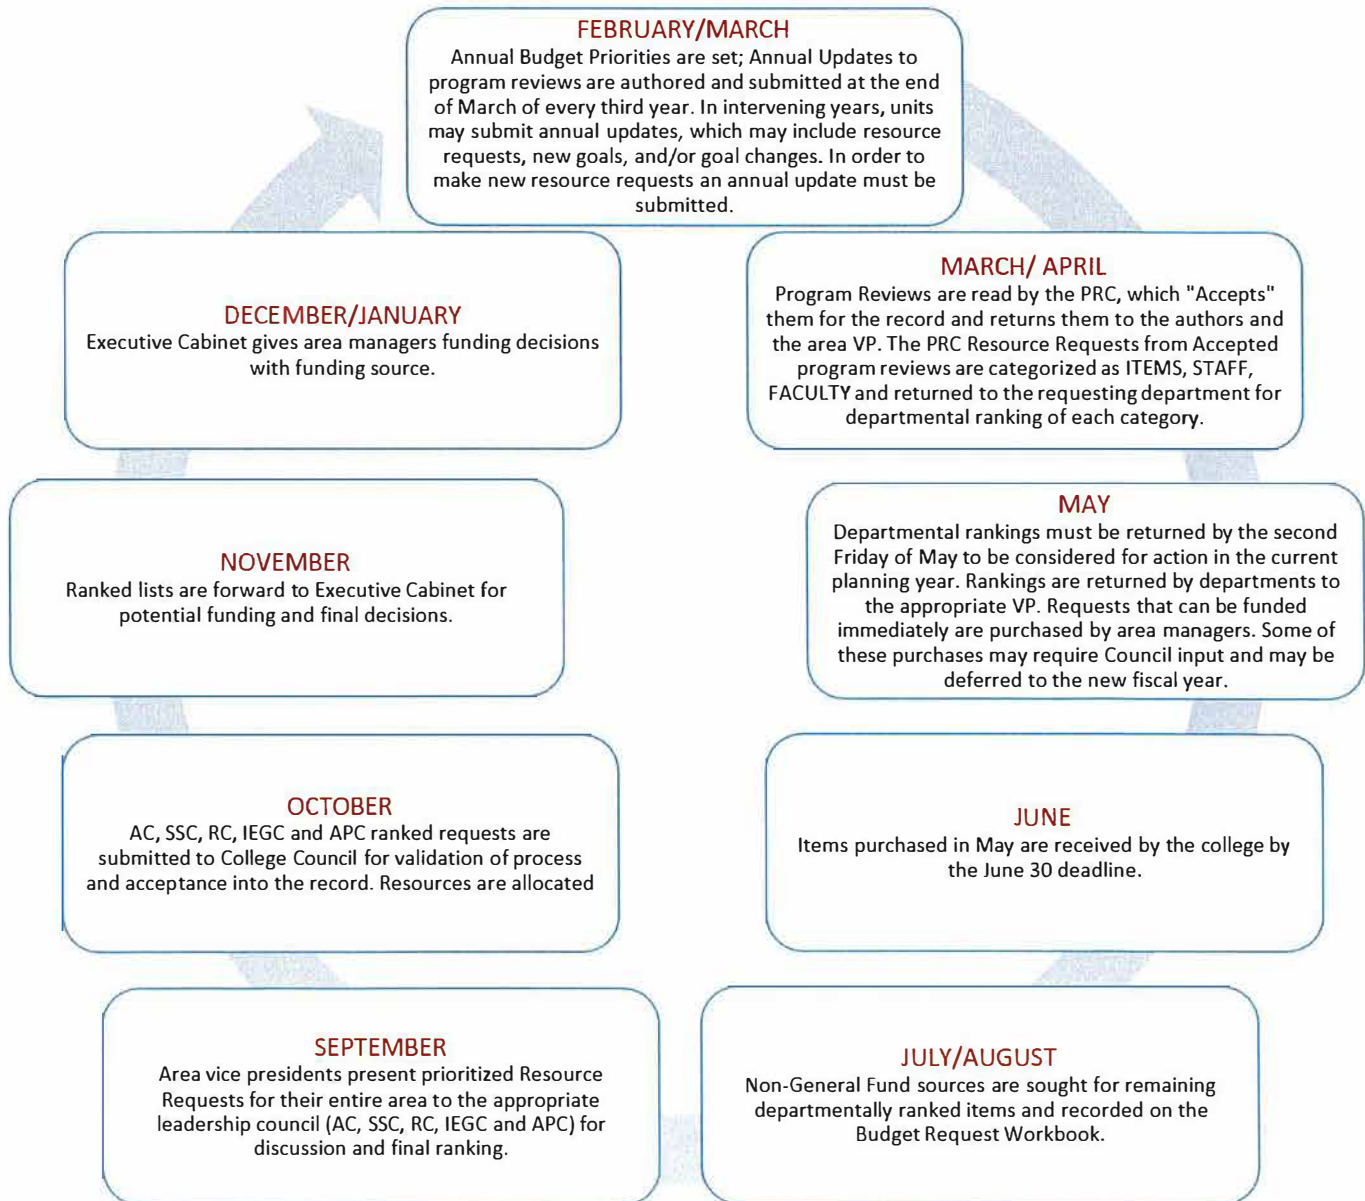 FEBRUARY/MARCH
Annual Budget Priorities are set; Annual Updates to
program reviews are authored and submitted at the end
of March of every third year. In intervening years, units
may submit annual updates, which may include resource
requests, new goals, and/or goal changes. In order to
make new resource requests an annual update must be
submitted.
MARCH/ APRIL
Program Reviews are read by the PRC, which "Accepts"
them for the record and returns them to the authors and
the area VP. The PRC Resource Requests from Accepted
program reviews are categorized as ITEMS, STAFF,
FACULTY and returned to the requesting department for
departmental ranking of each category.
MAY
Departmental rankings must be returned by the second
Friday of May to be considered for action in the current
planning year. Rankings are returned by departments to
the appropriate VP. Requests that can be funded
immediately are purchased by area managers. Some of
these purchases may require Council input and may be
deferred to the new fiscal year.
JUNE
Items purchased in May are received by the college by
the June 30 deadline.
JULY/AUGUST
Non-General Fund sources are sought for remaining
departmentally ranked items and recorded on the
Budget Request Workbook.
SEPTEMBER
Area vice presidents present prioritized Resource
Requests for their entire area to the appropriate
leadership council (AC, SSC, RC, IEGC and APC) for
discussion and final ranking.
OCTOBER
AC, SSC, RC, IEGC and APC ranked requests are
submitted to College Council for validation of process
and acceptance into the record. Resources are allocated
NOVEMBER
Ranked lists are forward to Executive Cabinet for
potential funding and final decisions.
DECEMBER/JANUARY
Executive Cabinet gives area managers funding decisions
with funding source.